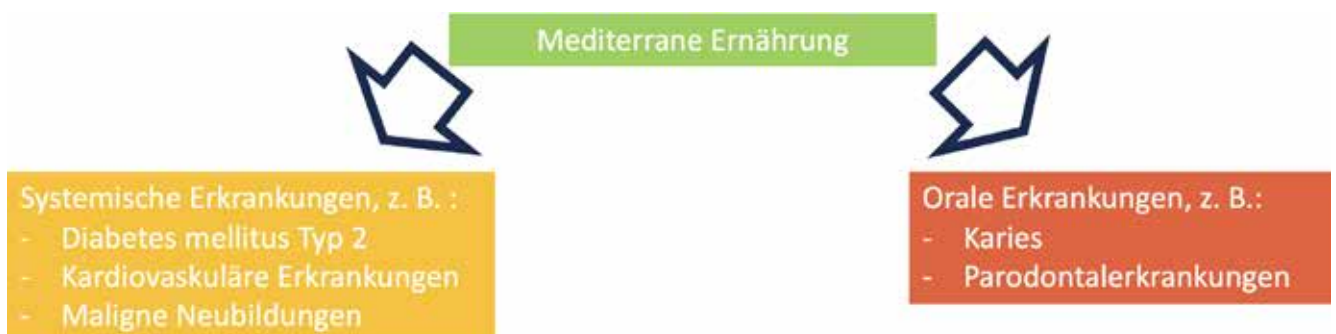 Mediterrane Ernährung
Systemische Erkrankungen, z. B. :
- Diabetes mellitus Typ 2
- Kardiovaskuläre Erkrankungen
- Maligne Neubildungen
Orale Erkrankungen, z. B.:
- Karies
- Parodontalerkrankungen